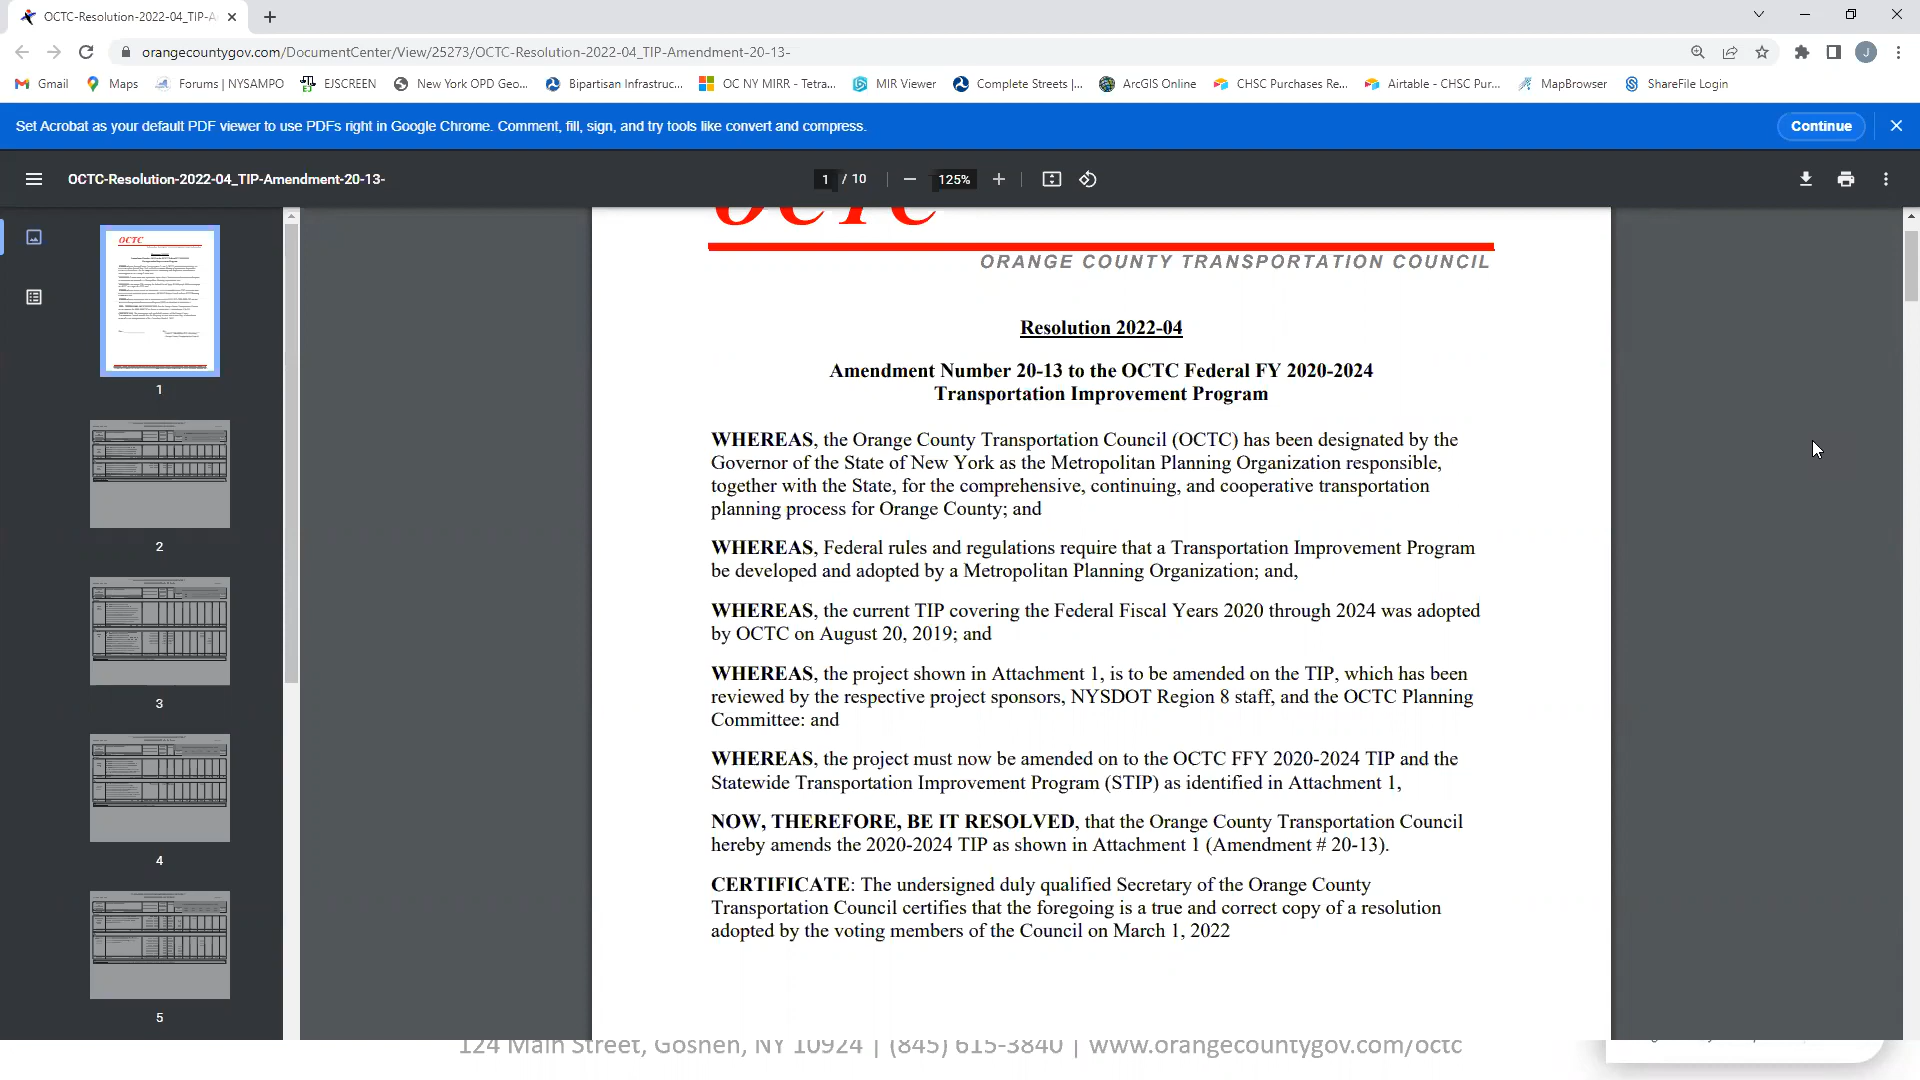 OCTC-Resolution-2022-04_TIP-A
orangecountygov.com/DocumentCenter/View/25273/OCTC-Resolution-2022-04_TIP-Amendment-20-13-
J
Gmail
Maps
Forums | NYSAMPO
EJSCREEN
New York OPD Geo...
Bipartisan Infrastruc...
OC NY MIRR - Tetra...
MIR Viewer
Complete Streets |...
ArcGIS Online
CHSC Purchases Re...
Airtable - CHSC Pur...
MapBrowser
ShareFile Login
Set Acrobat as your default PDF viewer to use PDFs right in Google Chrome. Comment, fill, sign, and try tools like convert and compress.
Continue
OCTC-Resolution-2022-04_TIP-Amendment-20-13-
1 / 10
125%
OCTC
1
2
3
4
5
OCTC
ORANGE COUNTY TRANSPORTATION COUNCIL
Resolution 2022-04
Amendment Number 20-13 to the OCTC Federal FY 2020-2024
Transportation Improvement Program
WHEREAS, the Orange County Transportation Council (OCTC) has been designated by the
Governor of the State of New York as the Metropolitan Planning Organization responsible,
together with the State, for the comprehensive, continuing, and cooperative transportation
planning process for Orange County; and
WHEREAS, Federal rules and regulations require that a Transportation Improvement Program
be developed and adopted by a Metropolitan Planning Organization; and,
WHEREAS, the current TIP covering the Federal Fiscal Years 2020 through 2024 was adopted
by OCTC on August 20, 2019; and
WHEREAS, the project shown in Attachment 1, is to be amended on the TIP, which has been
reviewed by the respective project sponsors, NYSDOT Region 8 staff, and the OCTC Planning
Committee: and
WHEREAS, the project must now be amended on to the OCTC FFY 2020-2024 TIP and the
Statewide Transportation Improvement Program (STIP) as identified in Attachment 1,
NOW, THEREFORE, BE IT RESOLVED, that the Orange County Transportation Council
hereby amends the 2020-2024 TIP as shown in Attachment 1 (Amendment # 20-13).
CERTIFICATE: The undersigned duly qualified Secretary of the Orange County
Transportation Council certifies that the foregoing is a true and correct copy of a resolution
adopted by the voting members of the Council on March 1, 2022
124 Main Street, Goshen, NY 10924 | (845) 615-3840 | www.orangecountygov.com/octc